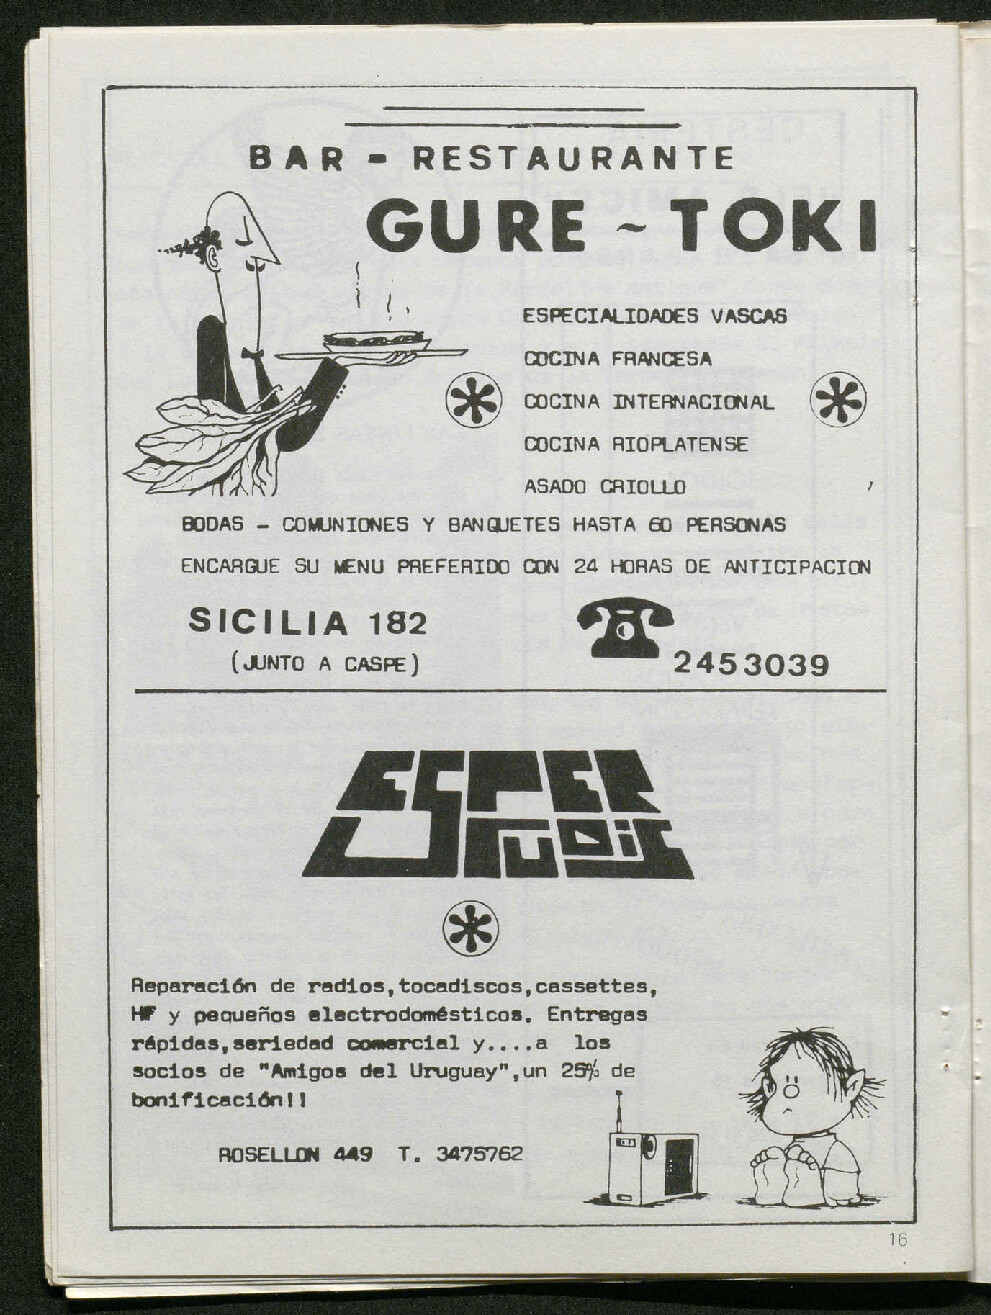 BAR - RESTAURANTE
GURE ~ TOKI
ESPECIALIDADES VASCAS
COCINA FRANCESA
COCINA INTERNACIONAL
COCINA RIOPLATENSE
ASADO CRIOLLO
BODAS - COMUNIONES Y BANQUETES HASTA 60 PERSONAS
ENCARGUE SU MENU PREFERIDO CON 24 HORAS DE ANTICIPACION
SICILIA 182
(JUNTO A CASPE)
2453039
ESPER
Reparación de radios,tocadiscos,cassettes,
HF y pequeños electrodomésticos. Entregas
rápidas,seriedad comercial y....a los
socios de "Amigos del Uruguay",un 25% de
bonificación!!
ROSELLON 449 T. 3475762
16